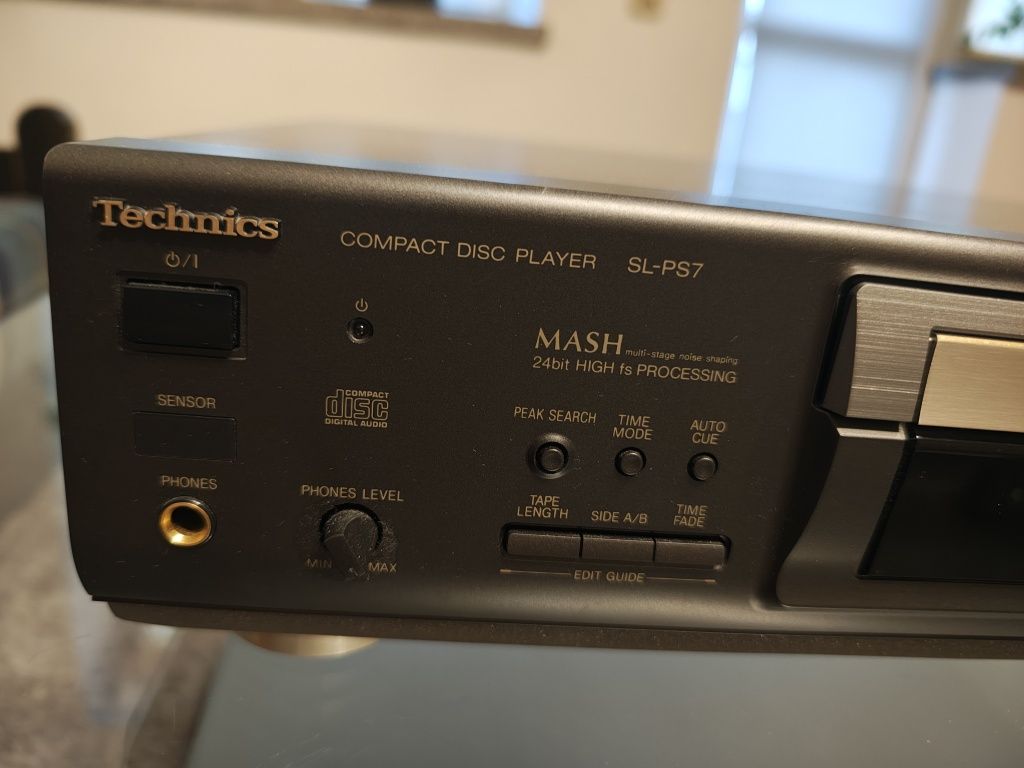 Technics
COMPACT DISC PLAYER SL-PS7
MASH multi-stage noise shaping
24bit HIGH fs PROCESSING
SENSOR
COMPACT
disc
DIGITAL AUDIO
PEAK SEARCH
TIME
MODE
AUTO
CUE
PHONES
PHONES LEVEL
MIN MAX
TAPE
LENGTH
SIDE A/B
TIME
FADE
EDIT GUIDE